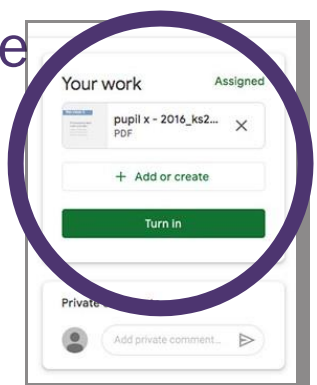 e
Your work Assigned
pupil x - 2016_ks2...
PDF
+ Add or create
Turn in
Private
Add private comment...